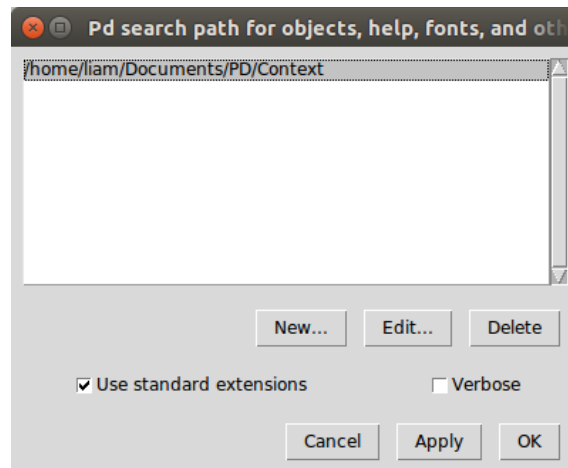 Pd search path for objects, help, fonts, and oth
/home/liam/Documents/PD/Context
New... Edit... Delete
Use standard extensions Verbose
Cancel Apply OK